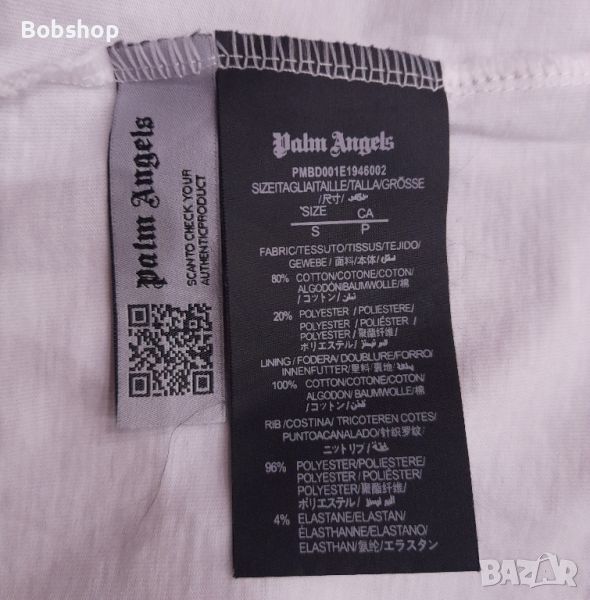 Bobshop
Palm Angels
SCAN TO CHECK YOUR
AUTHENTICPRODUCT
Palm Angels
PMBD001E1946002
SIZE/TAGLIA/TAILLE/TALLA/GRÖSSE
/尺寸/ مقاس
SIZE CA
S P
FABRIC/TESSUTO/TISSUS/TEJIDO/
GEWEBE / 面料/本体/
80% COTTON/COTONE/COTON/
ALGODÓN/BAUMWOLLE/棉
/コットン/ قطن
20% POLYESTER / POLIESTERE/
POLYESTER / POLIÉSTER /
POLYESTER / 聚酯纤维/
ポリエステル/
LINING / FODERA/ DOUBLURE/FORRO/
INNENFUTTER/里料/裏地/
100% COTTON/COTONE/COTON/
ALGODÓN/ BAUMWOLLE/棉
/コットン/ قطن
RIB / COSTINA/ TRICOTEREN COTES/
PUNTOACANALADO/针织罗纹/
ニットリブ/
96% POLYESTER/POLIESTERE/
POLYESTER/POLIÉSTER/
POLYESTER/聚酯纤维/
ポリエステル/
4% ELASTANE/ELASTAN/
ÉLASTHANNE/ELASTANO/
ELASTHAN/氨纶/エラスタン
BAZAR